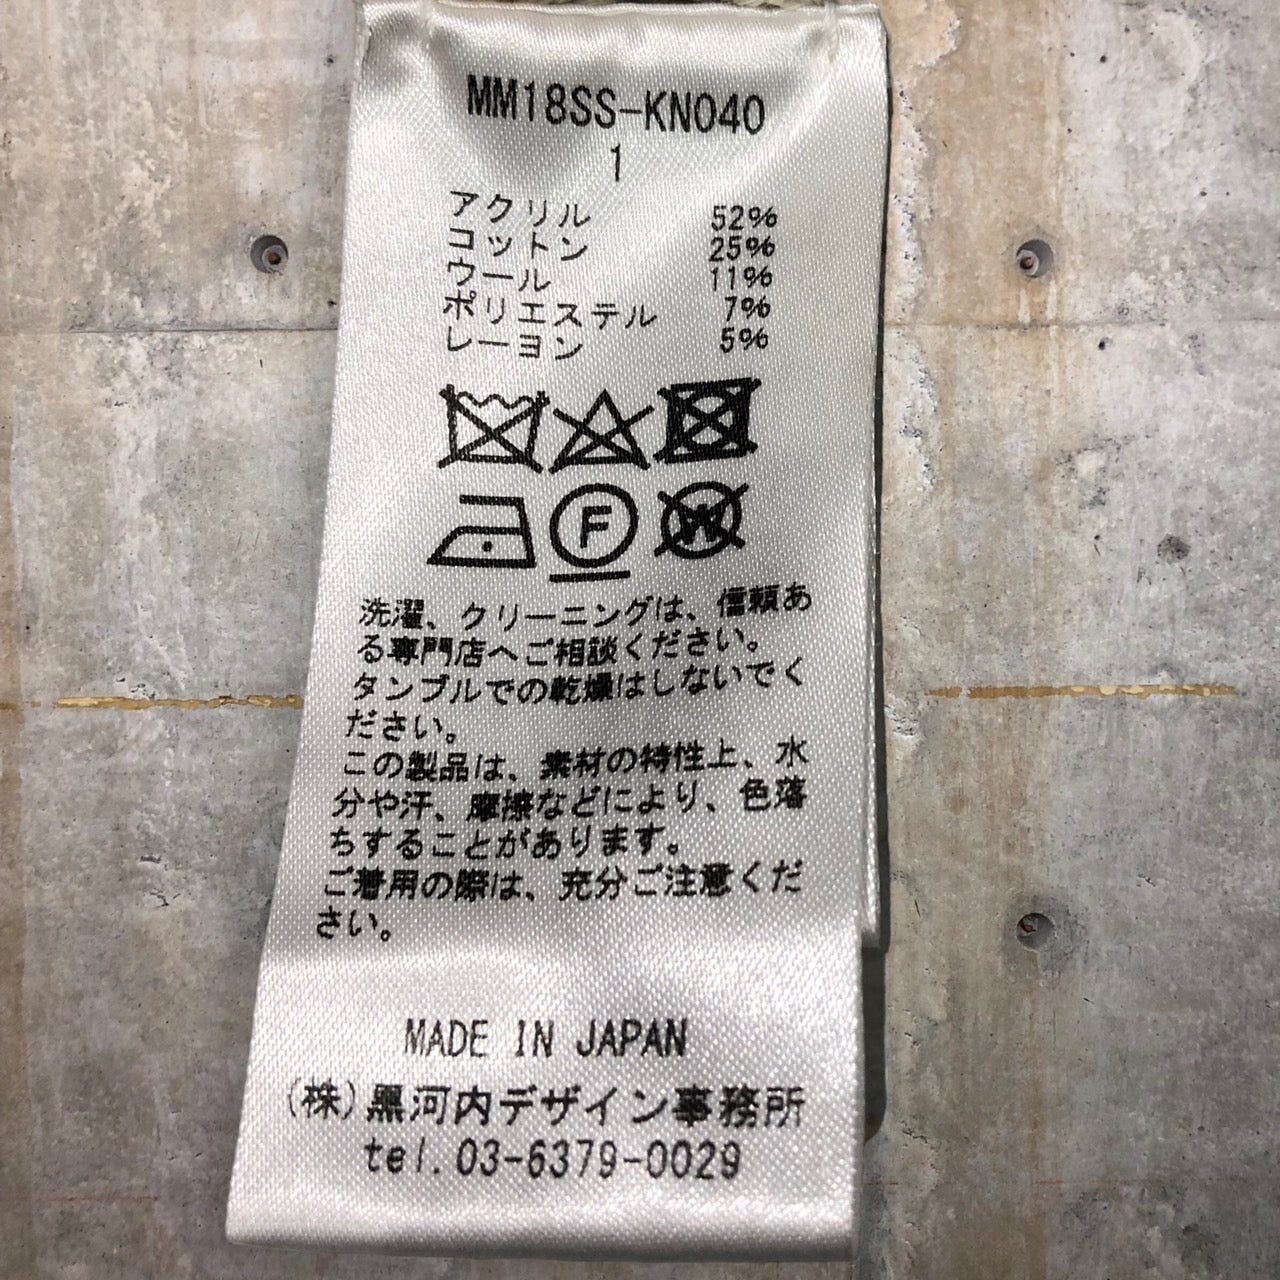 MM18SS-KN040
1
アクリル 52%
コットン 25%
ウール 11%
ポリエステル 7%
レーヨン 5%
F
W
洗濯、クリーニングは、信頼あ
る専門店へご相談ください。
タンブルでの乾燥はしないでく
ださい。
この製品は、素材の特性上、水
分や汗、摩擦などにより、色落
ちすることがあります。
ご着用の際は、充分ご注意くだ
さい。
MADE IN JAPAN
(株)黒河内デザイン事務所
tel.03-6379-0029